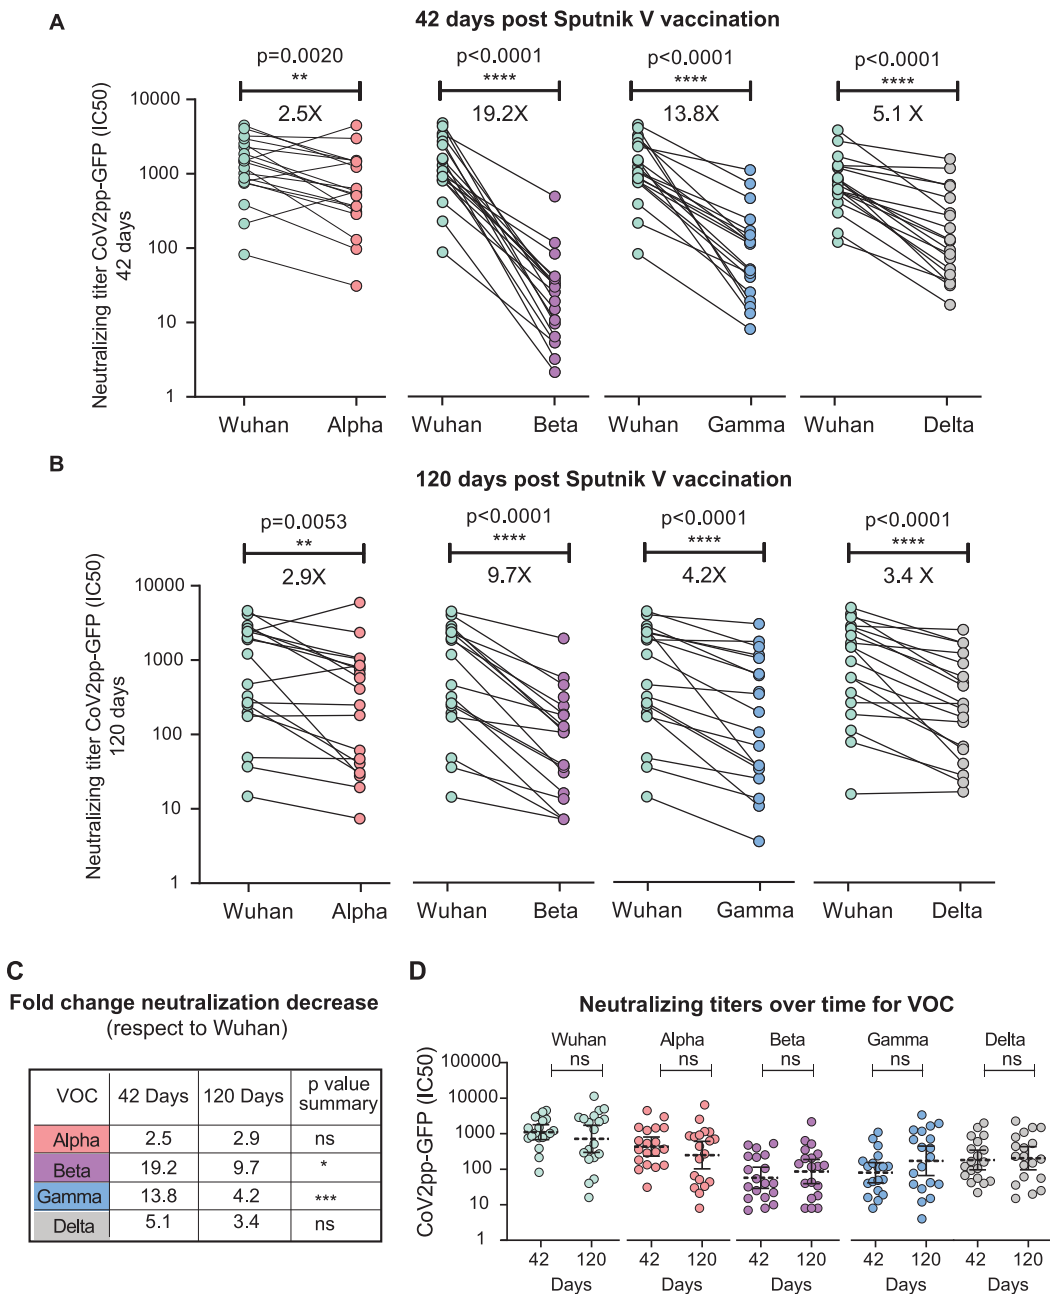 A
42 days post Sputnik V vaccination
p=0.0020
**
2.5X
p<0.0001
****
19.2X
p<0.0001
****
13.8X
p<0.0001
****
5.1 X
Neutralizing titer CoV2pp-GFP (IC50)
42 days
10000
1000
100
10
1
Wuhan Alpha
Wuhan Beta
Wuhan Gamma
Wuhan Delta
B
120 days post Sputnik V vaccination
p=0.0053
**
2.9X
p<0.0001
****
9.7X
p<0.0001
****
4.2X
p<0.0001
****
3.4 X
Neutralizing titer CoV2pp-GFP (IC50)
120 days
10000
1000
100
10
1
Wuhan Alpha
Wuhan Beta
Wuhan Gamma
Wuhan Delta
C
Fold change neutralization decrease
(respect to Wuhan)
VOC 42 Days 120 Days p value summary
Alpha 2.5 2.9 ns
Beta 19.2 9.7 *
Gamma 13.8 4.2 ***
Delta 5.1 3.4 ns
D
Neutralizing titers over time for VOC
Wuhan Alpha Beta Gamma Delta
ns ns ns ns ns
CoV2pp-GFP (IC50)
100000
10000
1000
100
10
1
42 120 42 120 42 120 42 120 42 120
Days Days Days Days Days